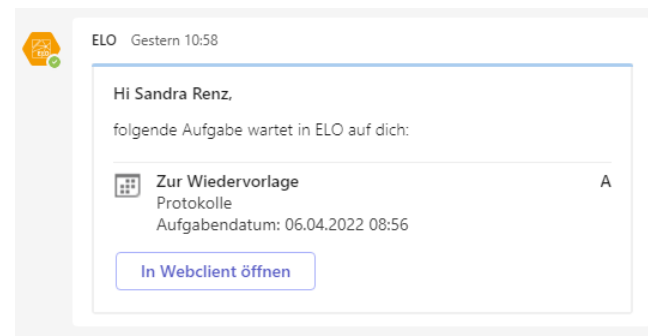 ELO Gestern 10:58
Hi Sandra Renz,
folgende Aufgabe wartet in ELO auf dich:
Zur Wiedervorlage A
Protokolle
Aufgabendatum: 06.04.2022 08:56
In Webclient öffnen